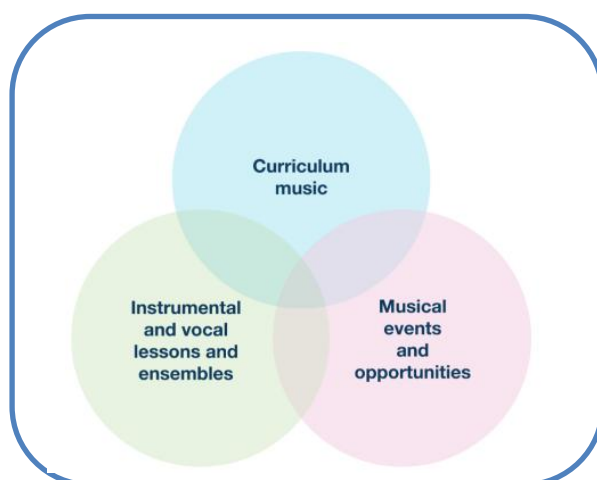 Curriculum
music
Instrumental
and vocal
lessons and
ensembles
Musical
events
and
opportunities